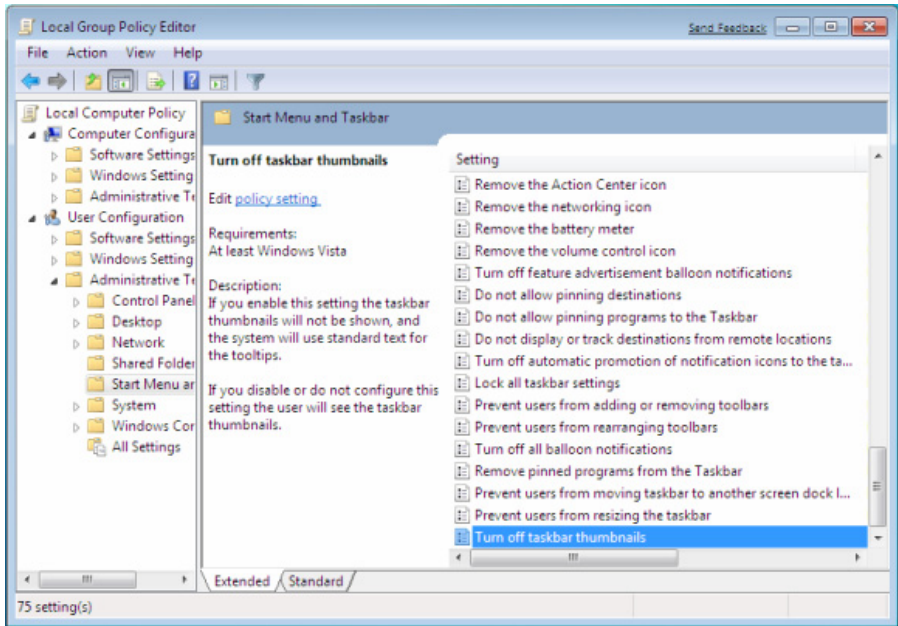 Local Group Policy Editor
Send Feedback
File Action View Help
Local Computer Policy
Computer Configura
Software Settings
Windows Setting
Administrative Te
User Configuration
Software Settings
Windows Setting
Administrative Te
Control Panel
Desktop
Network
Shared Folder
Start Menu ar
System
Windows Cor
All Settings
Start Menu and Taskbar
Turn off taskbar thumbnails
Edit policy setting
Requirements:
At least Windows Vista
Description:
If you enable this setting the taskbar
thumbnails will not be shown, and
the system will use standard text for
the tooltips.
If you disable or do not configure this
setting the user will see the taskbar
thumbnails.
Setting
Remove the Action Center icon
Remove the networking icon
Remove the battery meter
Remove the volume control icon
Turn off feature advertisement balloon notifications
Do not allow pinning destinations
Do not allow pinning programs to the Taskbar
Do not display or track destinations from remote locations
Turn off automatic promotion of notification icons to the ta...
Lock all taskbar settings
Prevent users from adding or removing toolbars
Prevent users from rearranging toolbars
Turn off all balloon notifications
Remove pinned programs from the Taskbar
Prevent users from moving taskbar to another screen dock l...
Prevent users from resizing the taskbar
Turn off taskbar thumbnails
Extended Standard
75 setting(s)